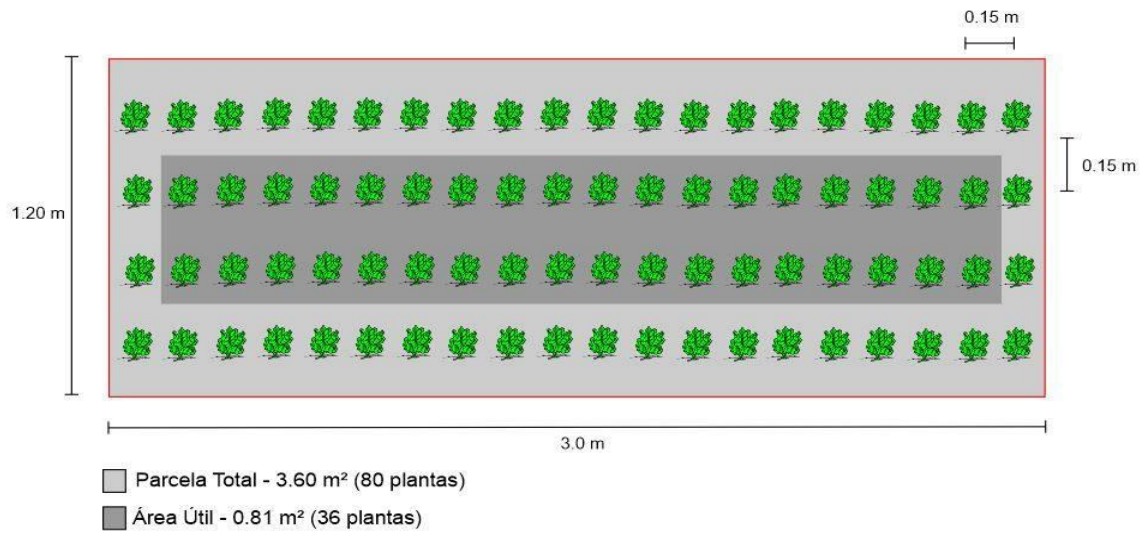 0.15 m
0.15 m
1.20 m
3.0 m
Parcela Total - 3.60 m² (80 plantas)
Área Útil - 0.81 m² (36 plantas)